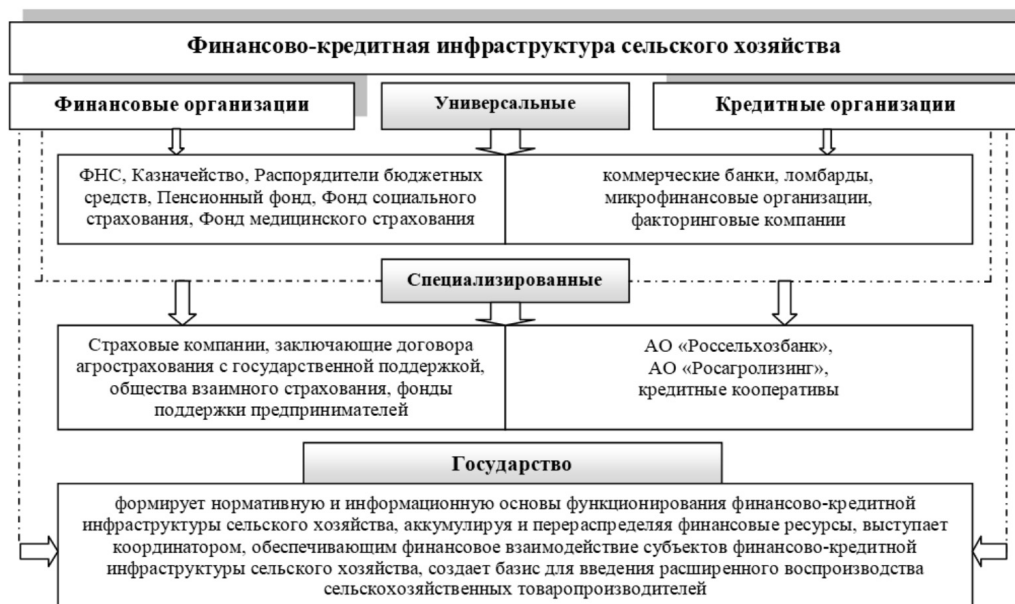 Финансово-кредитная инфраструктура сельского хозяйства
Финансовые организации
Универсальные
Кредитные организации
ФНС, Казначейство, Распорядители бюджетных
средств, Пенсионный фонд, Фонд социального
страхования, Фонд медицинского страхования
коммерческие банки, ломбарды,
микрофинансовые организации,
факторинговые компании
Специализированные
Страховые компании, заключающие договора
агрострахования с государственной поддержкой,
общества взаимного страхования, фонды
поддержки предпринимателей
АО «Россельхозбанк»,
АО «Росагролизинг»,
кредитные кооперативы
Государство
формирует нормативную и информационную основы функционирования финансово-кредитной
инфраструктуры сельского хозяйства, аккумулируя и перераспределяя финансовые ресурсы, выступает
координатором, обеспечивающим финансовое взаимодействие субъектов финансово-кредитной
инфраструктуры сельского хозяйства, создает базис для введения расширенного воспроизводства
сельскохозяйственных товаропроизводителей